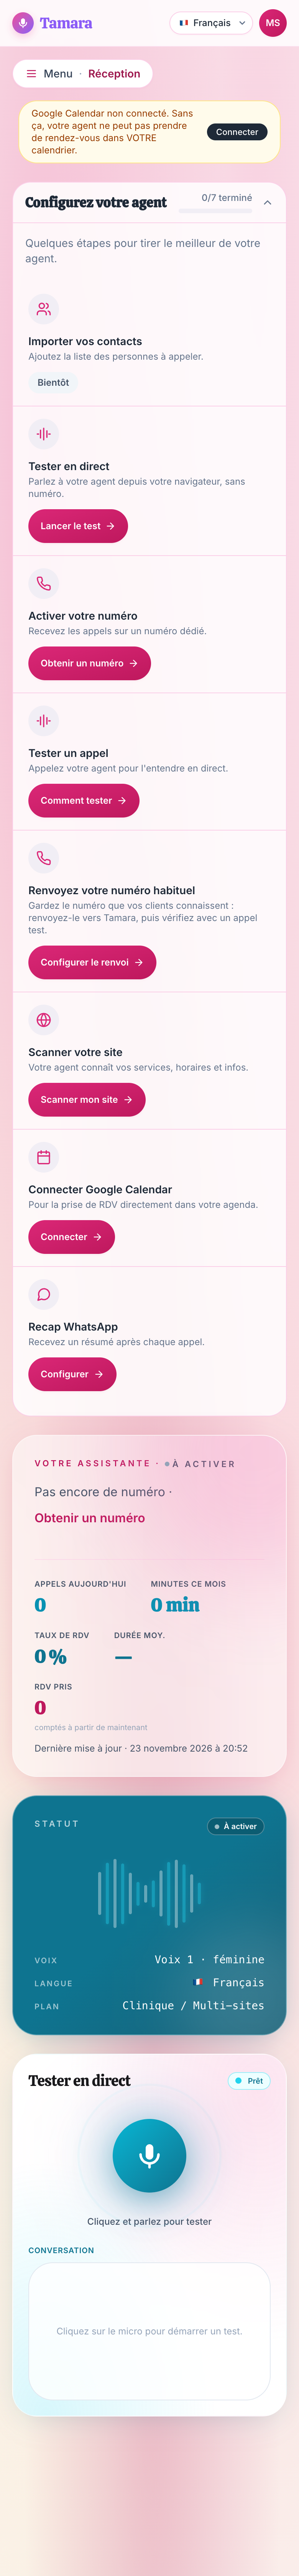 Tamara
Français
MS
Menu · Réception
Google Calendar non connecté. Sans
ça, votre agent ne peut pas prendre
de rendez-vous dans VOTRE
calendrier.
Connecter
Configurez votre agent
0/7 terminé
Quelques étapes pour tirer le meilleur de votre
agent.
Importer vos contacts
Ajoutez la liste des personnes à appeler.
Bientôt
Tester en direct
Parlez à votre agent depuis votre navigateur, sans
numéro.
Lancer le test →
Activer votre numéro
Recevez les appels sur un numéro dédié.
Obtenir un numéro →
Tester un appel
Appelez votre agent pour l'entendre en direct.
Comment tester →
Renvoyez votre numéro habituel
Gardez le numéro que vos clients connaissent :
renvoyez-le vers Tamara, puis vérifiez avec un appel
test.
Configurer le renvoi →
Scanner votre site
Votre agent connaît vos services, horaires et infos.
Scanner mon site →
Connecter Google Calendar
Pour la prise de RDV directement dans votre agenda.
Connecter →
Recap WhatsApp
Recevez un résumé après chaque appel.
Configurer →
VOTRE ASSISTANTE · À ACTIVER
Pas encore de numéro ·
Obtenir un numéro
APPELS AUJOURD'HUI
0
MINUTES CE MOIS
0 min
TAUX DE RDV
0 %
DURÉE MOY.
—
RDV PRIS
0
comptés à partir de maintenant
Dernière mise à jour · 23 novembre 2026 à 20:52
STATUT
À activer
VOIX
Voix 1 · féminine
LANGUE
Français
PLAN
Clinique / Multi-sites
Tester en direct
Prêt
Cliquez et parlez pour tester
CONVERSATION
Cliquez sur le micro pour démarrer un test.